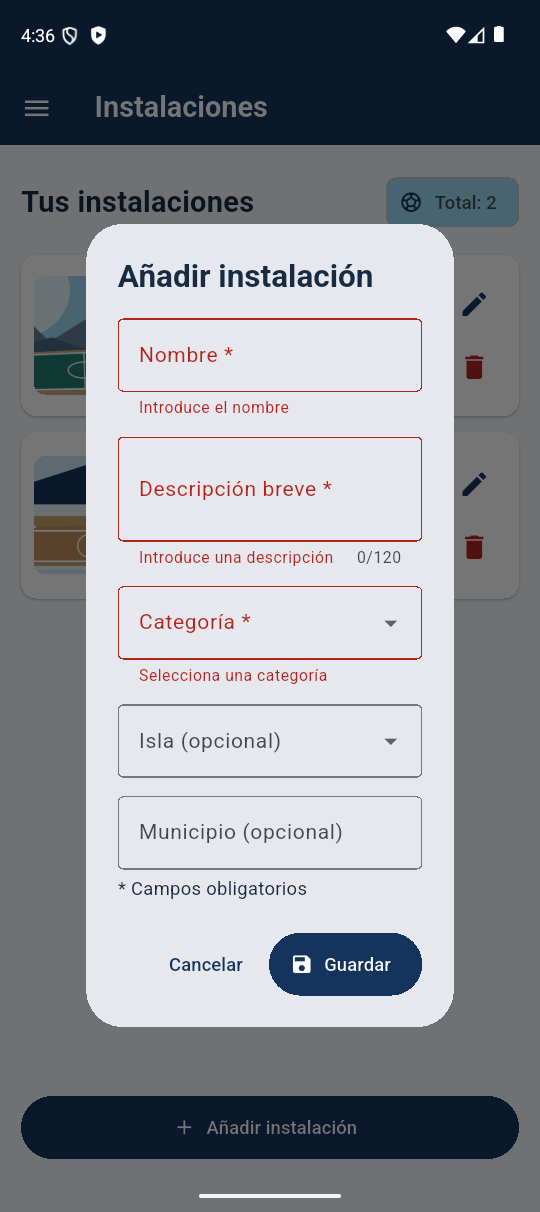 4:36
Instalaciones
Tus instalaciones
Total: 2
Añadir instalación
Nombre *
Introduce el nombre
Descripción breve *
Introduce una descripción 0/120
Categoría *
Selecciona una categoría
Isla (opcional)
Municipio (opcional)
* Campos obligatorios
Cancelar
Guardar
Añadir instalación